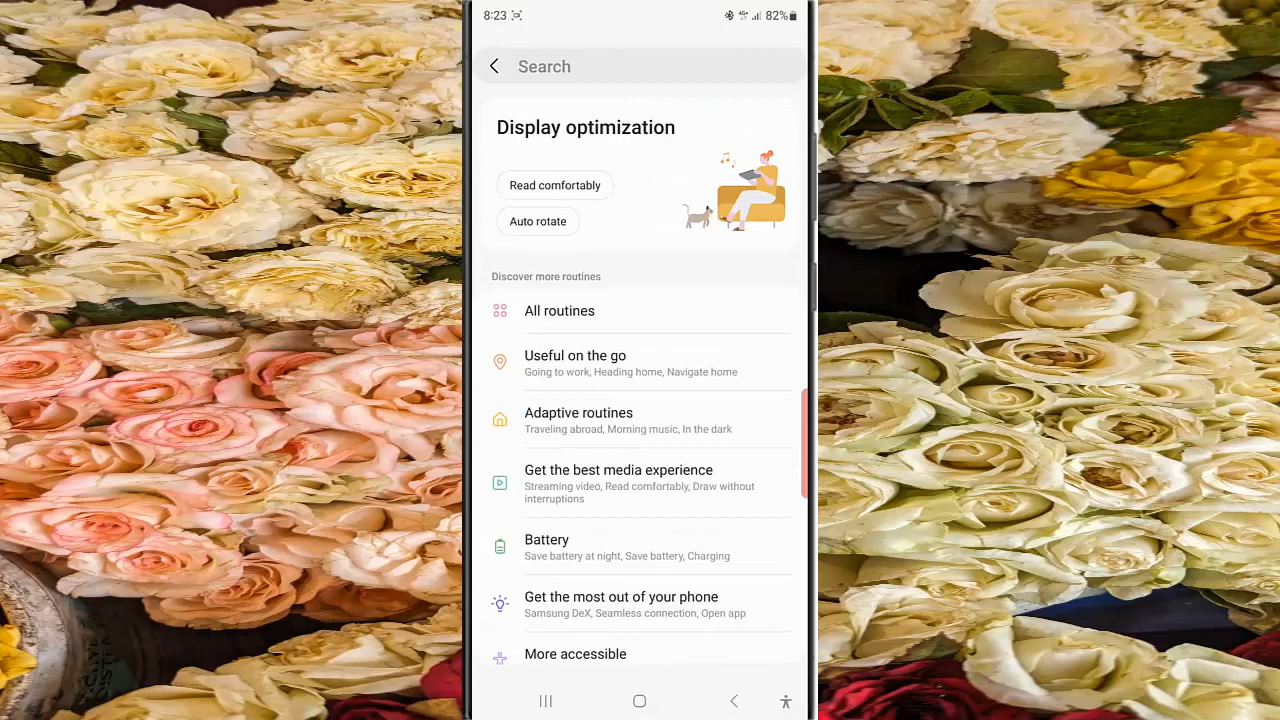 8:23
4G+
82%
Search
Display optimization
Read comfortably
Auto rotate
Discover more routines
All routines
Useful on the go
Going to work, Heading home, Navigate home
Adaptive routines
Traveling abroad, Morning music, In the dark
Get the best media experience
Streaming video, Read comfortably, Draw without
interruptions
Battery
Save battery at night, Save battery, Charging
Get the most out of your phone
Samsung DeX, Seamless connection, Open app
More accessible